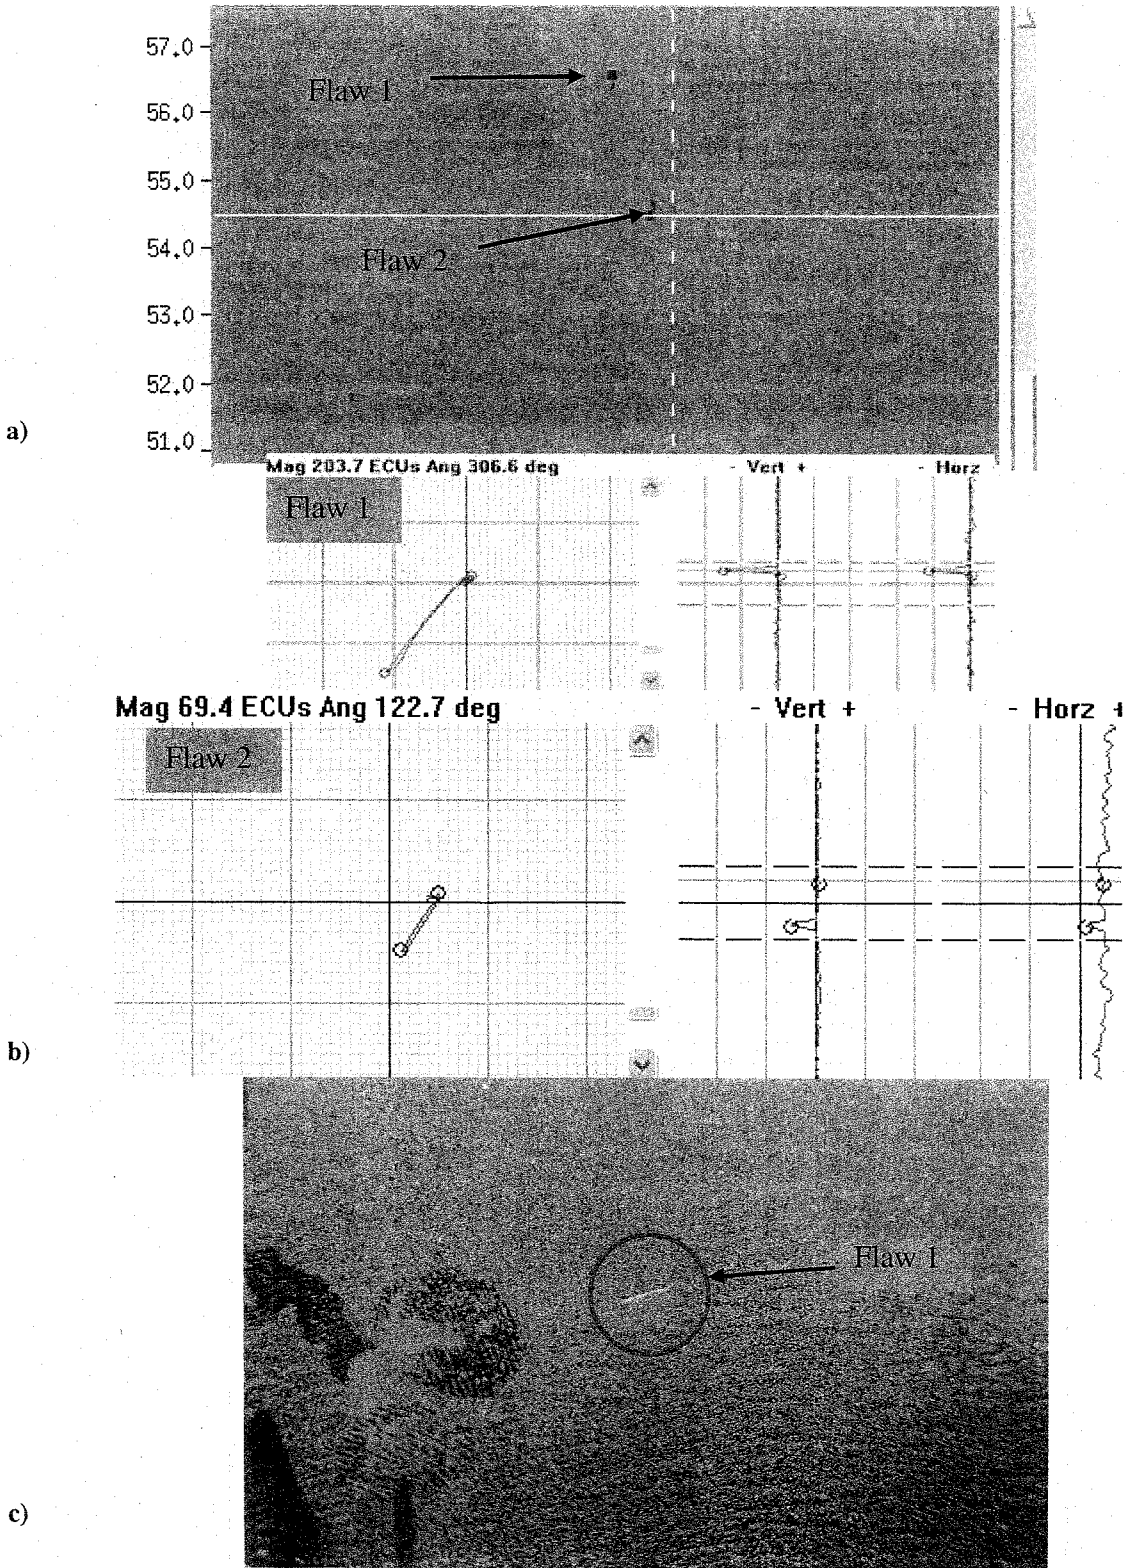 57.0
Flaw 1
56.0
55.0
54.0
Flaw 2
53.0
52.0
a)
51.0
Mag 203.7 ECUs Ang 306.6 deg
- Vert +
- Horz
Flaw 1
Mag 69.4 ECUs Ang 122.7 deg
- Vert +
- Horz +
Flaw 2
b)
Flaw 1
c)